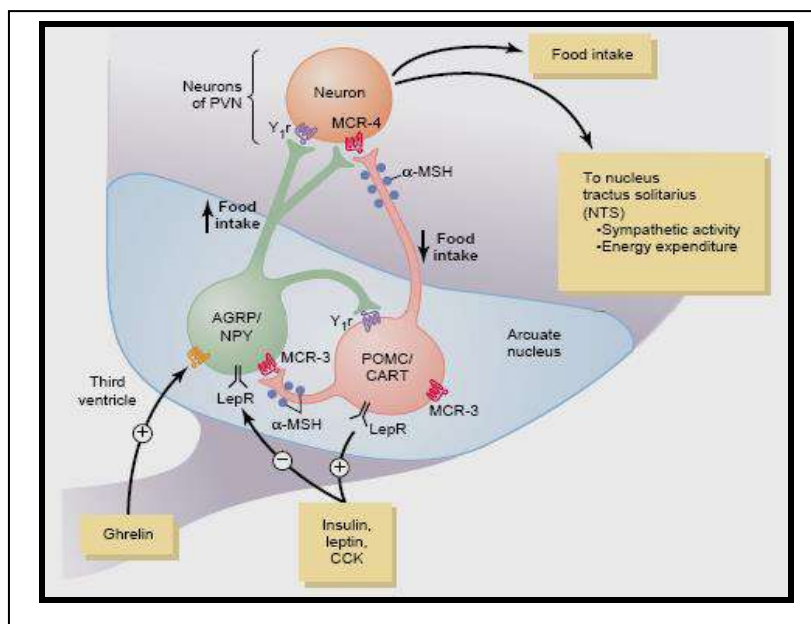 Neurons
of PVN
Neuron
Y₁r
MCR-4
α-MSH
Food intake
To nucleus
tractus solitarius
(NTS)
•Sympathetic activity
•Energy expenditure
Food
intake
Food
intake
AGRP/
NPY
Y₁r
MCR-3
POMC/
CART
Arcuate
nucleus
Third
ventricle
LepR
α-MSH
LepR
MCR-3
+
−
+
Ghrelin
Insulin,
leptin,
CCK